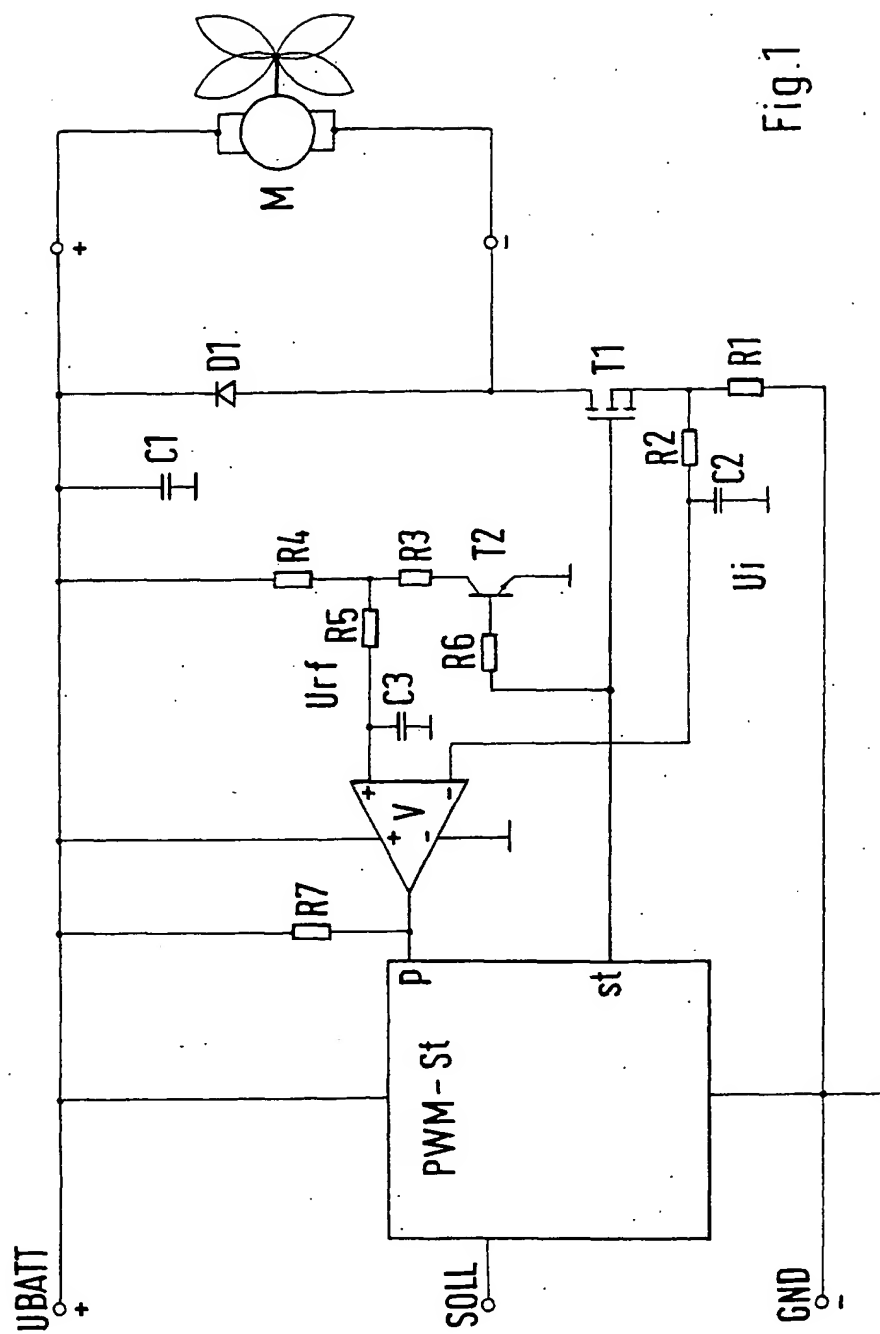 UBATT
+
SOLL
GND
-
PWM-St
p
st
R7
V
+
-
+
-
Urf
C3
R5
R4
R3
R6
T2
C1
D1
+
-
M
T1
R2
C2
Ui
R1
Fig.1